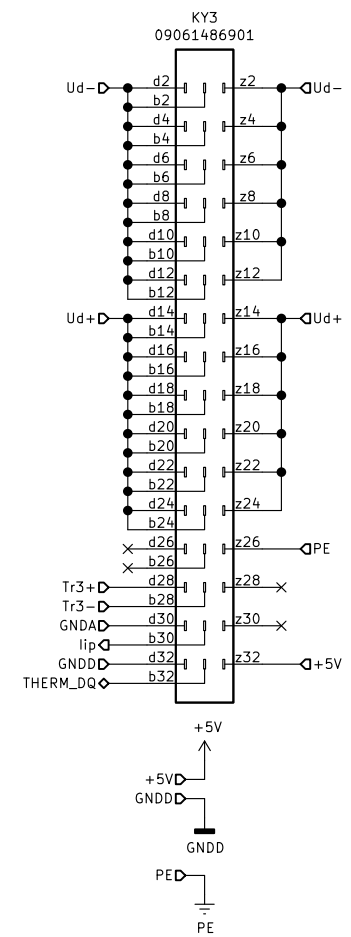 KY3
09061486901
Ud- d2 z2 Ud-
b2
d4 z4
b4
d6 z6
b6
d8 z8
b8
d10 z10
b10
d12 z12
b12
Ud+ d14 z14 Ud+
b14
d16 z16
b16
d18 z18
b18
d20 z20
b20
d22 z22
b22
d24 z24
b24
d26 z26 PE
b26
Tr3+ d28 z28
Tr3- b28
GNDA d30 z30
Iip b30
GNDD d32 z32 +5V
THERM_DQ b32
+5V
+5V
GNDD
GNDD
PE
PE